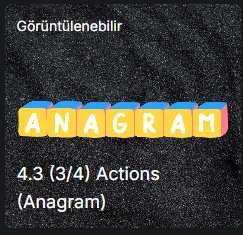 Görüntülenebilir
ANAGRAM
4.3 (3/4) Actions
(Anagram)